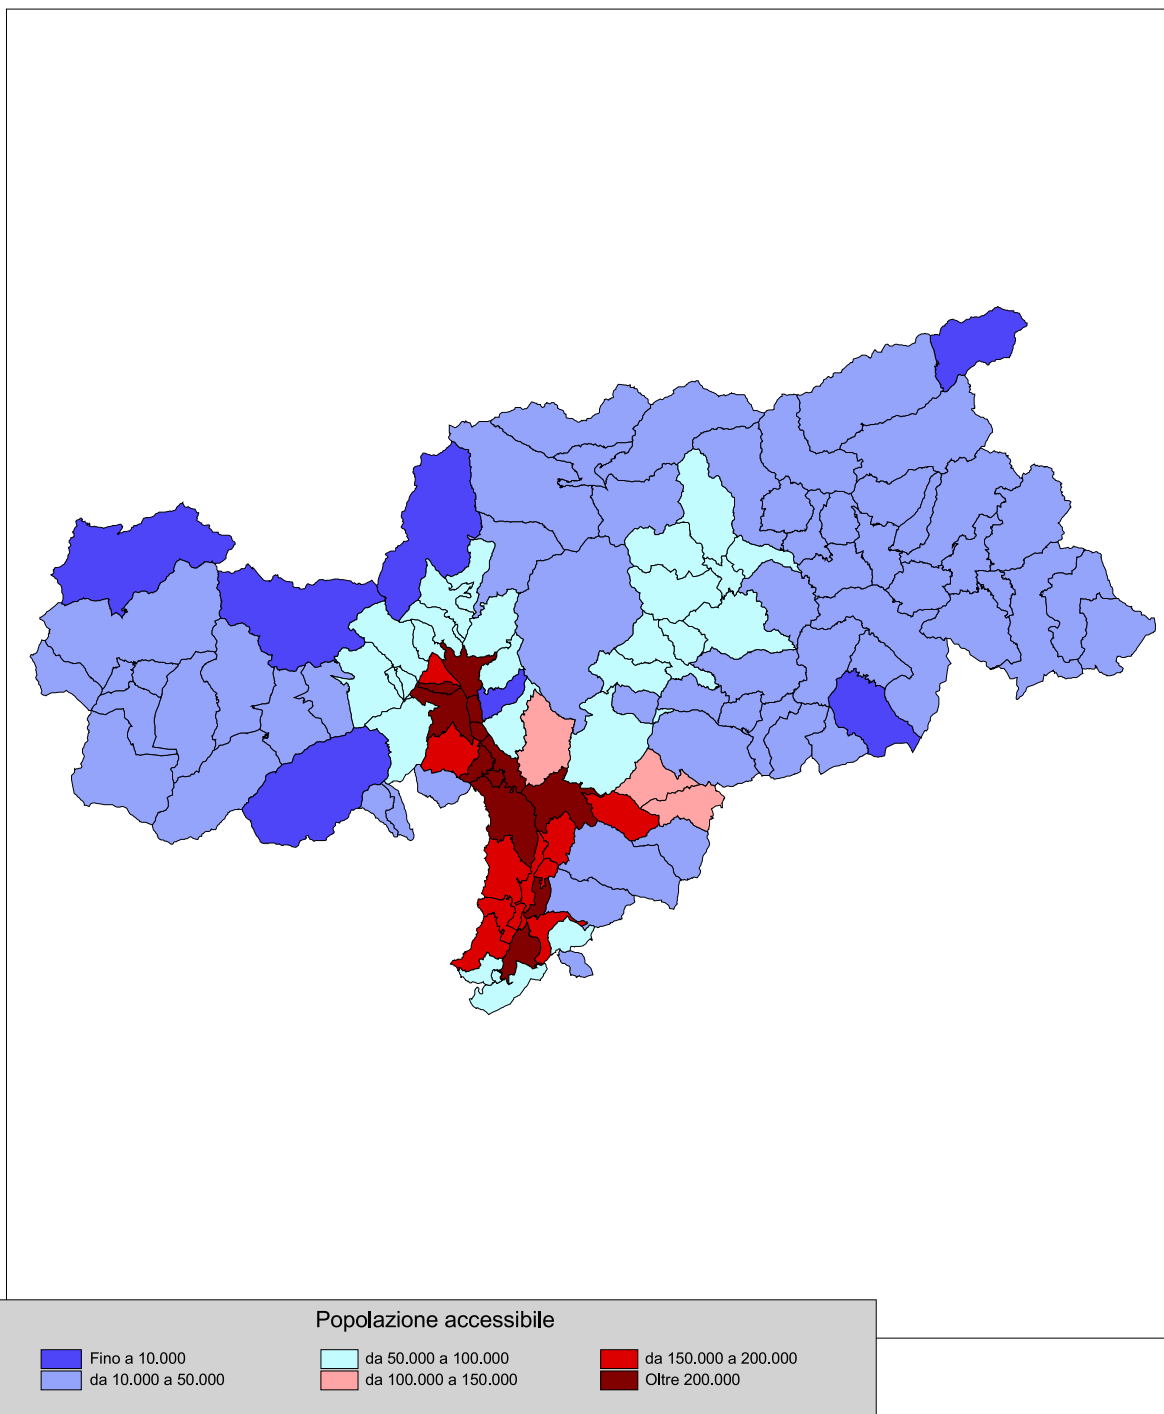 Popolazione accessibile
Fino a 10.000
da 50.000 a 100.000
da 150.000 a 200.000
da 10.000 a 50.000
da 100.000 a 150.000
Oltre 200.000